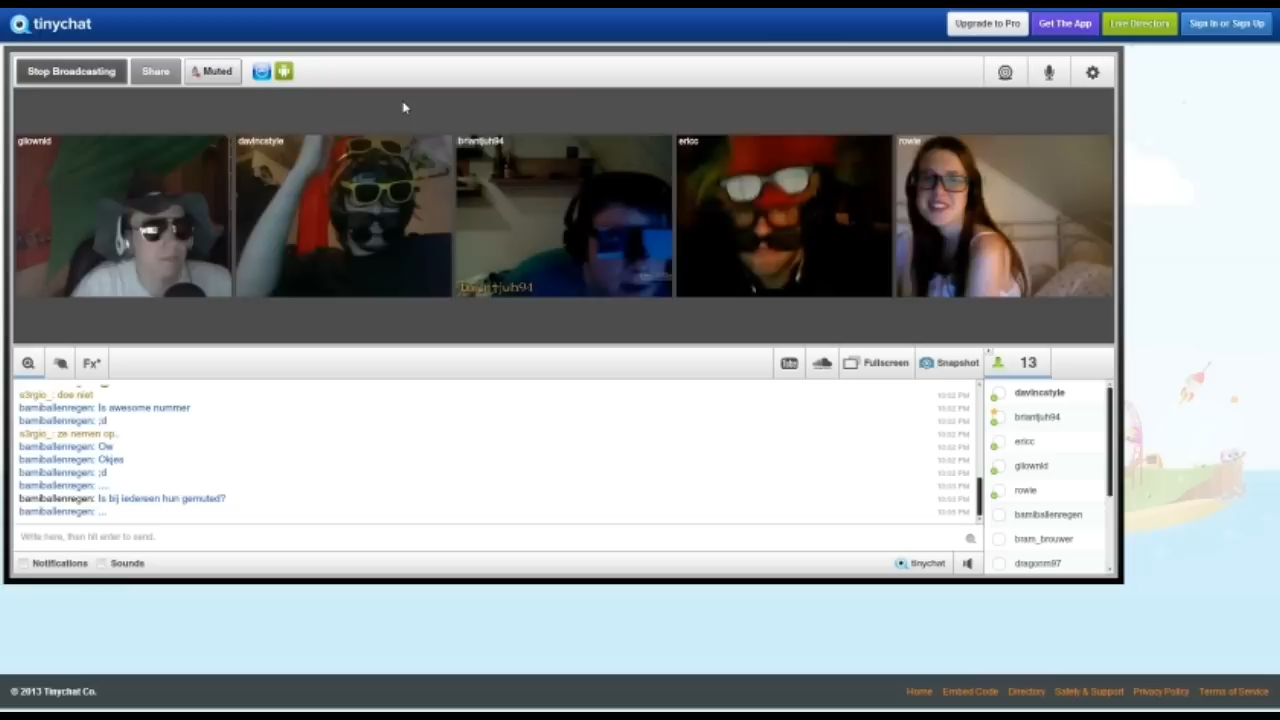 tinychat
Upgrade to Pro
Get The App
Live Directory
Sign In or Sign Up
Stop Broadcasting
Share
Muted
gilownld
davincstyle
briantjuh94
ericc
rowie
Fx*
Fullscreen
Snapshot
13
s3rgio_: doe niet 10:02 PM
bamiballenregen: Is awesome nummer 10:02 PM
bamiballenregen: ;d 10:02 PM
s3rgio_: ze nemen op.. 10:02 PM
bamiballenregen: Ow 10:02 PM
bamiballenregen: Okjes 10:02 PM
bamiballenregen: ;d 10:02 PM
bamiballenregen: .... 10:03 PM
bamiballenregen: Is bij iedereen hun gemuted? 10:03 PM
bamiballenregen: ... 10:05 PM
davincstyle
briantjuh94
ericc
gilownld
rowie
bamiballenregen
bram_brouwer
dragonm97
Write here, then hit enter to send.
Notifications
Sounds
tinychat
© 2013 Tinychat Co.
Home
Embed Code
Directory
Safety & Support
Privacy Policy
Terms of Service